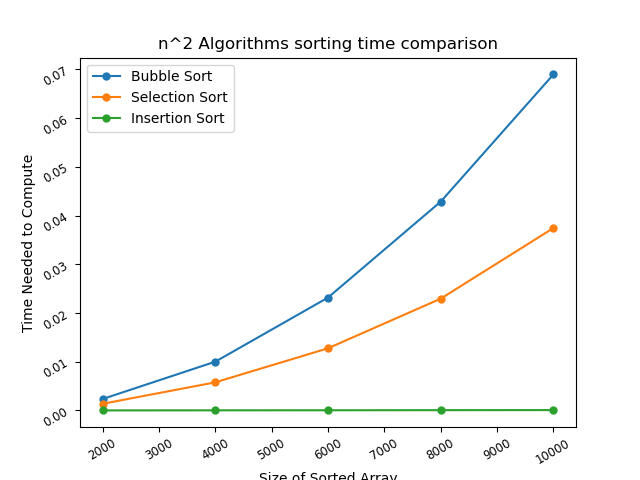 n^2 Algorithms sorting time comparison
Bubble Sort
Selection Sort
Insertion Sort
Time Needed to Compute
0.07
0.06
0.05
0.04
0.03
0.02
0.01
0.00
2000 3000 4000 5000 6000 7000 8000 9000 10000
Size of Sorted Array